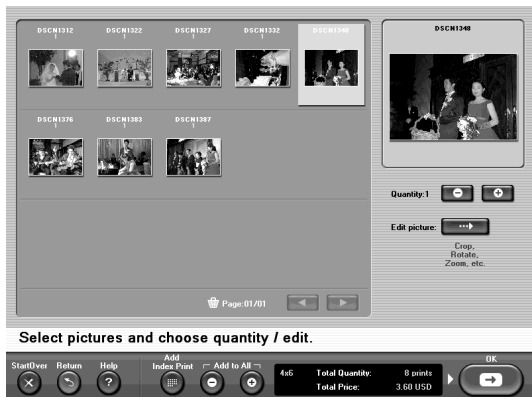 DSCN1312
1
DSCN1322
1
DSCN1327
1
DSCN1332
1
DSCN1348
1
DSCN1348
DSCN1376
1
DSCN1383
1
DSCN1387
1
Quantity:1
Edit picture:
Crop,
Rotate,
Zoom, etc.
Page:01/01
Select pictures and choose quantity / edit.
StartOver
Return
Help
Add
Index Print
Add to All
4x6
Total Quantity:
8 prints
Total Price:
3.60 USD
OK